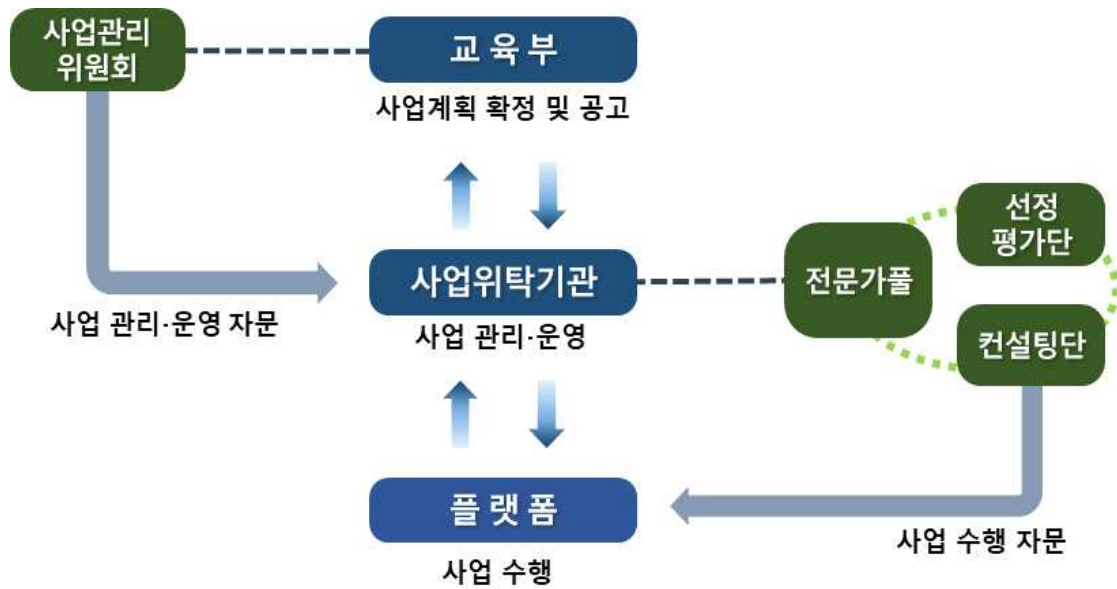 사업관리
위원회
교 육 부
사업계획 확정 및 공고
선정
평가단
사업위탁기관
전문가풀
사업 관리·운영 자문
사업 관리·운영
컨설팅단
플 랫 폼
사업 수행 자문
사업 수행